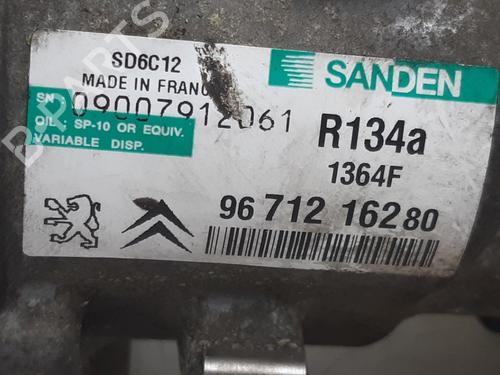 SD6C12
MADE IN FRANC
SANDEN
SN
09007912061
OIL: SP-10 OR EQUIV.
VARIABLE DISP.
R134a
1364F
96 712 162 80